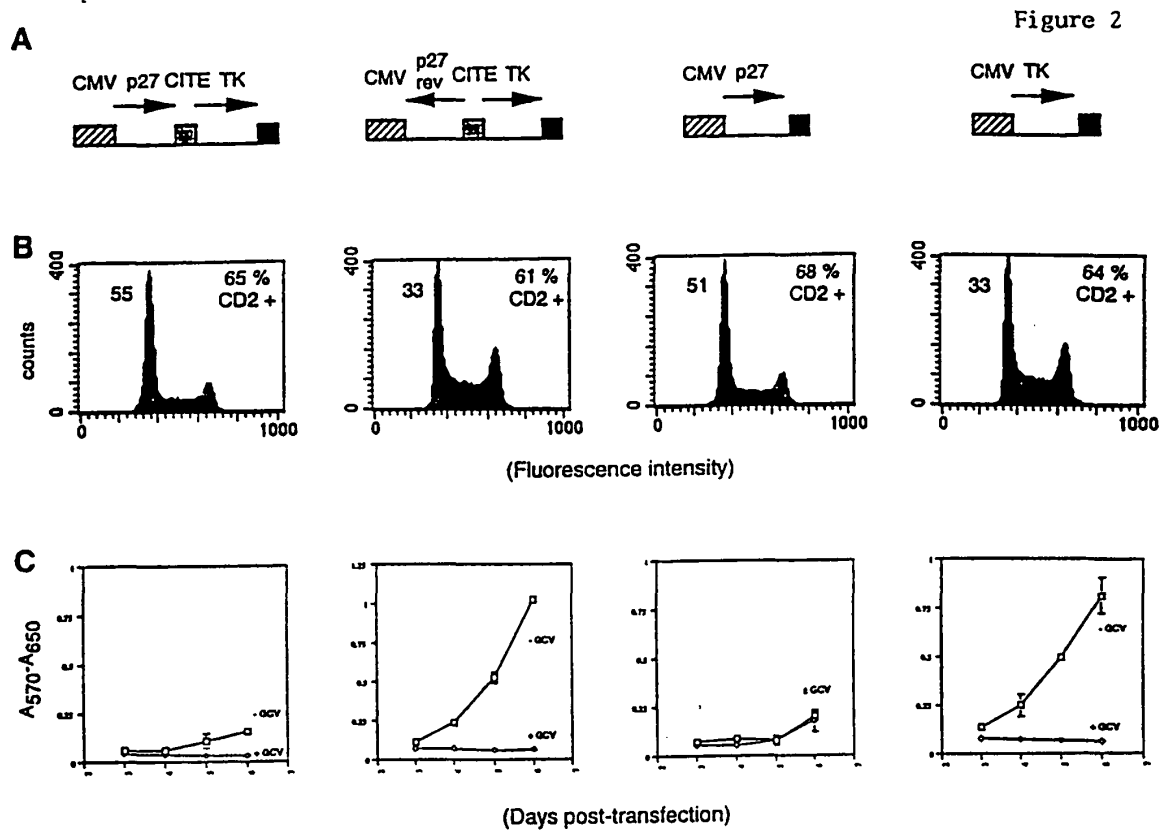 Figure 2
A
CMV p27 CITE TK
CMV p27 rev CITE TK
CMV p27
CMV TK
B
counts
400
0
55
65 %
CD2 +
0
1000
400
0
33
61 %
CD2 +
0
1000
400
0
51
68 %
CD2 +
0
1000
400
0
33
64 %
CD2 +
0
1000
(Fluorescence intensity)
C
A570-A650
- GCV
+ GCV
- GCV
+ GCV
± GCV
- GCV
+ GCV
(Days post-transfection)